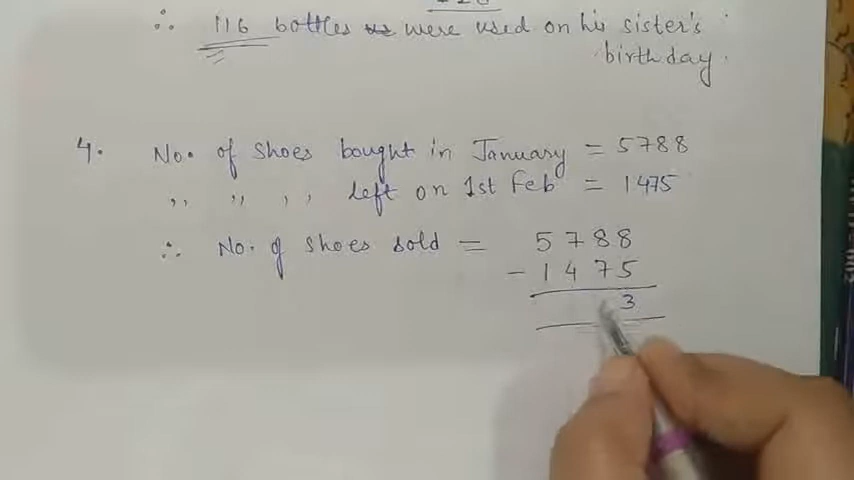 ∴ 116 bottles were used on his sister's
birthday.
4. No. of shoes bought in January = 5788
,, ,, ,, left on 1st Feb = 1475
∴ No. of shoes sold = 5788
- 1475
3